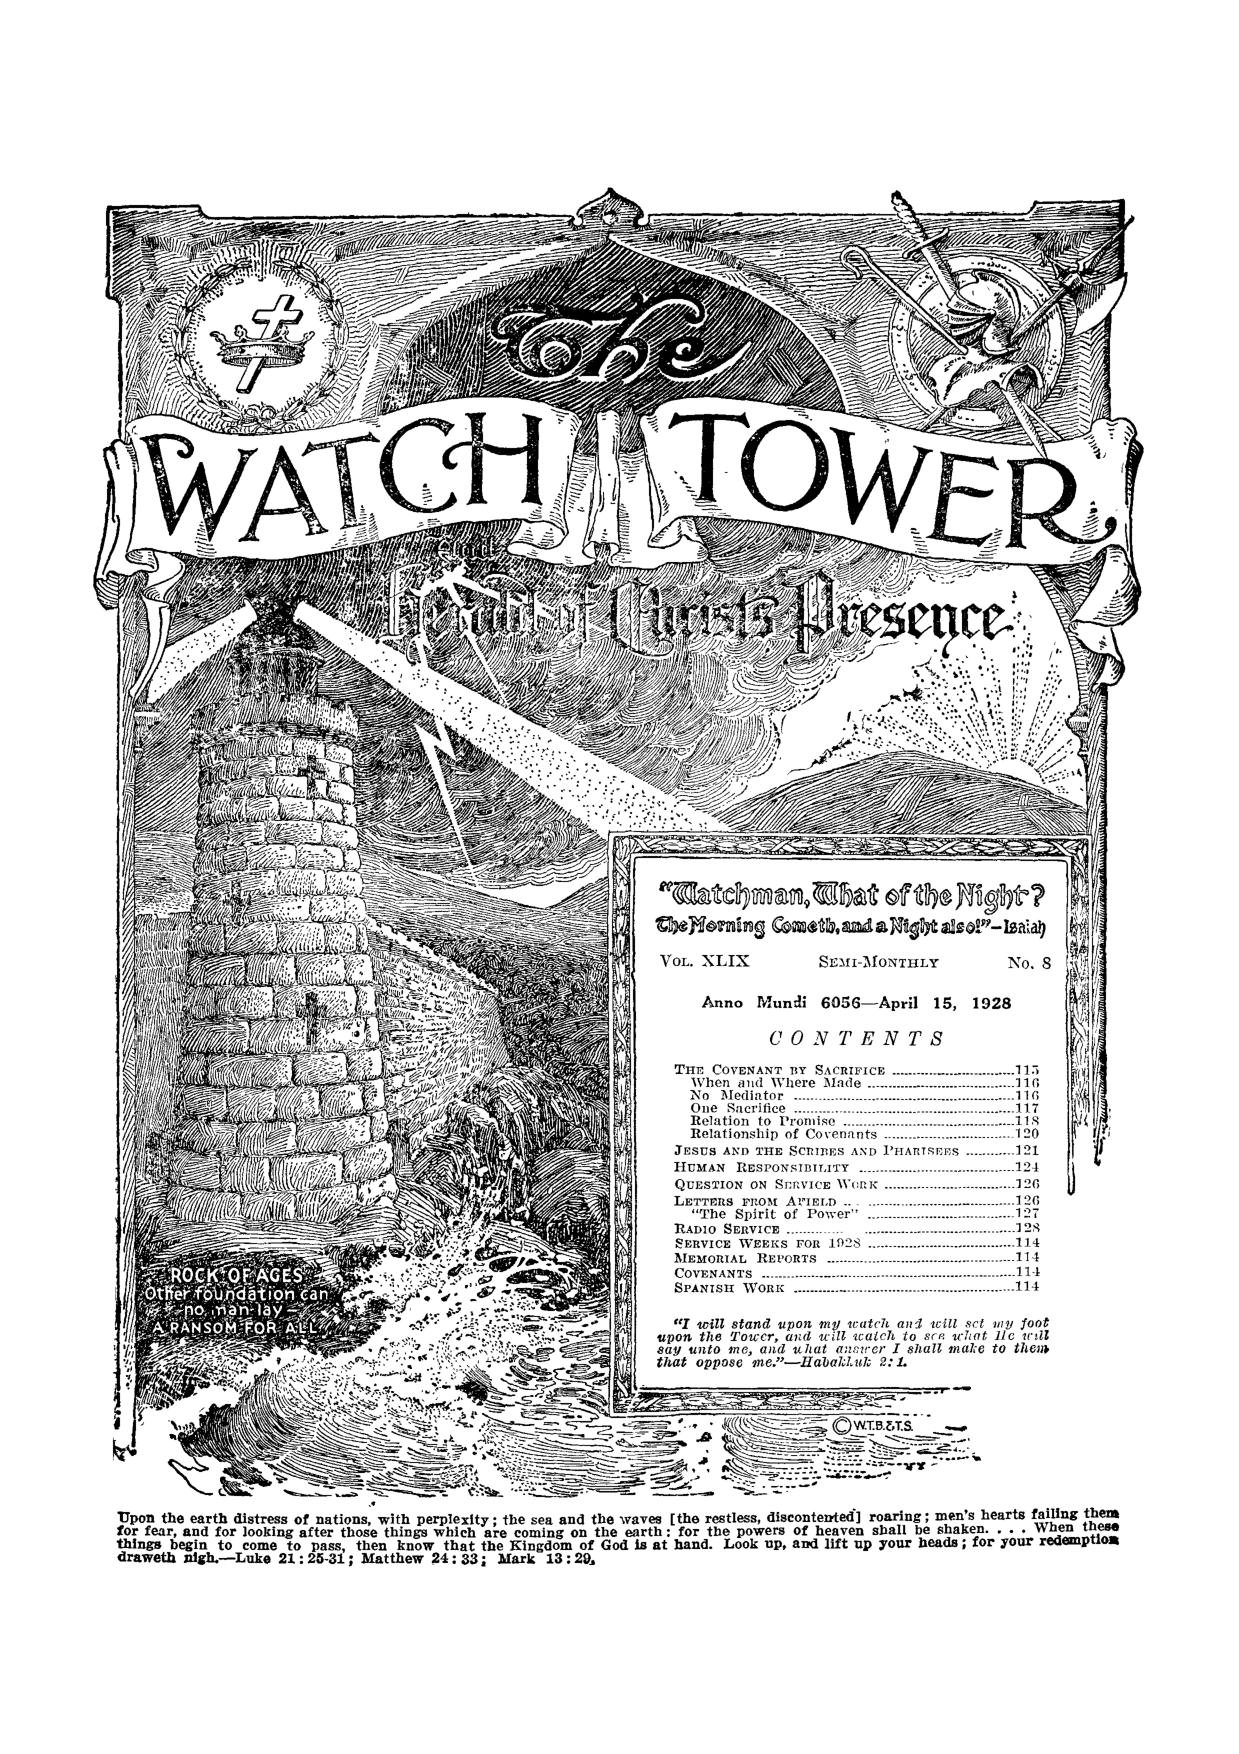 The
WATCH TOWER
And
Herald of Christs Presence
"Watchman, What of the Night?
The Morning Cometh, and a Night also!"–Isaiah
VOL. XLIX SEMI-MONTHLY No. 8
Anno Mundi 6056—April 15, 1928
CONTENTS
THE COVENANT BY SACRIFICE ....................115
When and Where Made ....................116
No Mediator ....................116
One Sacrifice ....................117
Relation to Promise ....................118
Relationship of Covenants ....................120
JESUS AND THE SCRIBES AND PHARISEES ..........121
HUMAN RESPONSIBILITY ....................124
QUESTION ON SERVICE WORK ....................126
LETTERS FROM AFIELD ....................126
"The Spirit of Power" ....................127
RADIO SERVICE ....................128
SERVICE WEEKS FOR 1928 ....................114
MEMORIAL REPORTS ....................114
COVENANTS ....................114
SPANISH WORK ....................114
"I will stand upon my watch and will set my foot
upon the Tower, and will watch to see what He will
say unto me, and what answer I shall make to them
that oppose me."—Habakkuk 2:1.
ROCK OF AGES
Other foundation can
no man lay
A RANSOM FOR ALL
©W.T.B.&T.S.
Upon the earth distress of nations, with perplexity; the sea and the waves [the restless, discontented] roaring; men's hearts failing them
for fear, and for looking after those things which are coming on the earth: for the powers of heaven shall be shaken. . . . When these
things begin to come to pass, then know that the Kingdom of God is at hand. Look up, and lift up your heads; for your redemption
draweth nigh.—Luke 21:25-31; Matthew 24:33; Mark 13:29.